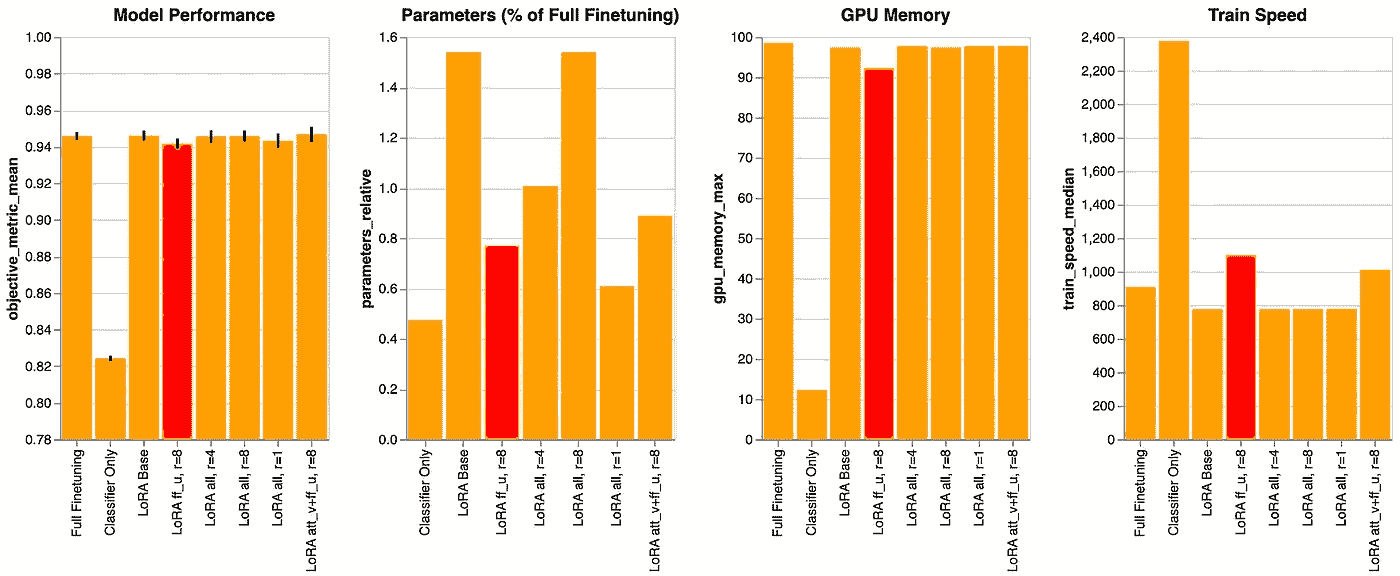 Model Performance
objective_metric_mean
1.00
0.98
0.96
0.94
0.92
0.90
0.88
0.86
0.84
0.82
0.80
0.78
Full Finetuning
Classifier Only
LoRA Base
LoRA ff_u, r=8
LoRA all, r=4
LoRA all, r=8
LoRA all, r=1
LoRA att_v+ff_u, r=8
Parameters (% of Full Finetuning)
parameters_relative
1.6
1.4
1.2
1.0
0.8
0.6
0.4
0.2
0.0
Classifier Only
LoRA Base
LoRA ff_u, r=8
LoRA all, r=4
LoRA all, r=8
LoRA all, r=1
LoRA att_v+ff_u, r=8
GPU Memory
gpu_memory_max
100
90
80
70
60
50
40
30
20
10
0
Full Finetuning
Classifier Only
LoRA Base
LoRA ff_u, r=8
LoRA all, r=4
LoRA all, r=8
LoRA all, r=1
LoRA att_v+ff_u, r=8
Train Speed
train_speed_median
2,400
2,200
2,000
1,800
1,600
1,400
1,200
1,000
800
600
400
200
0
Full Finetuning
Classifier Only
LoRA Base
LoRA ff_u, r=8
LoRA all, r=4
LoRA all, r=8
LoRA all, r=1
LoRA att_v+ff_u, r=8